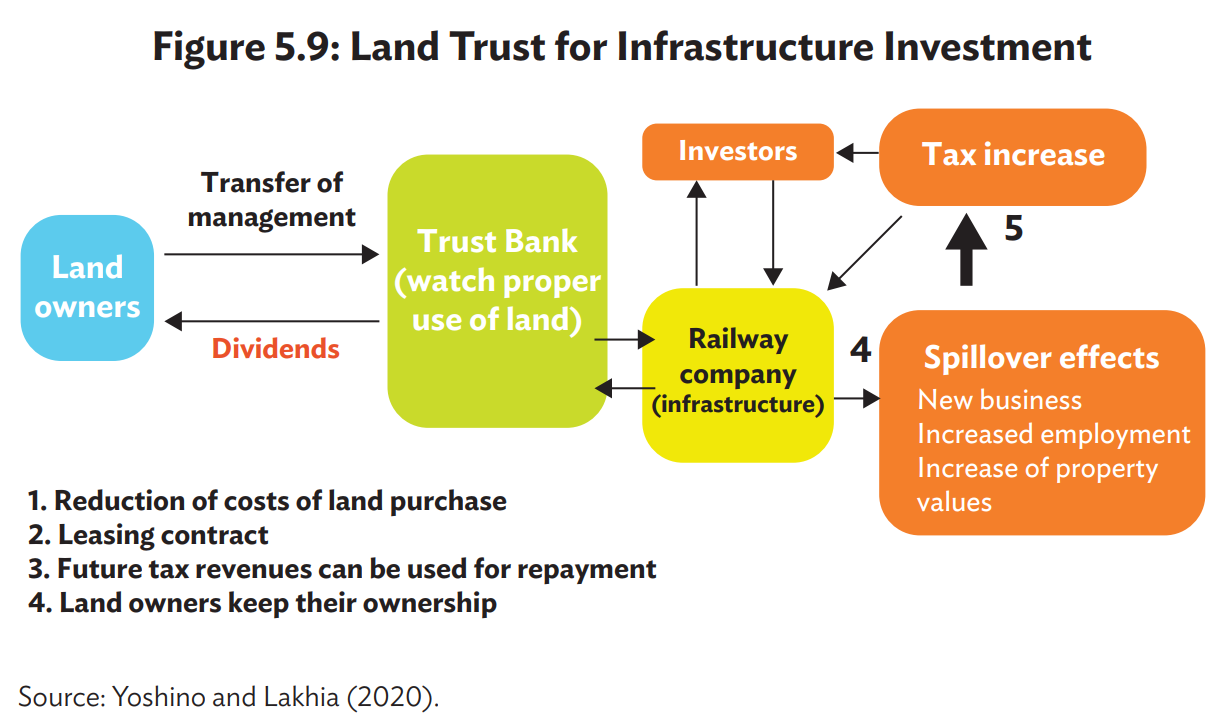 Figure 5.9: Land Trust for Infrastructure Investment
Land
owners
Transfer of
management
Dividends
Trust Bank
(watch proper
use of land)
Investors
Railway
company
(infrastructure)
Tax increase
5
4
Spillover effects
New business
Increased employment
Increase of property
values
1. Reduction of costs of land purchase
2. Leasing contract
3. Future tax revenues can be used for repayment
4. Land owners keep their ownership
Source: Yoshino and Lakhia (2020).